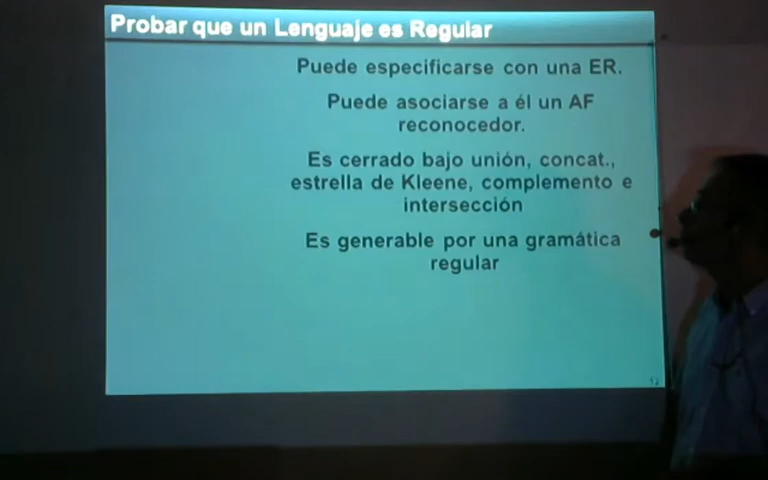 Probar que un Lenguaje es Regular
Puede especificarse con una ER.
Puede asociarse a él un AF
reconocedor.
Es cerrado bajo unión, concat.,
estrella de Kleene, complemento e
intersección
Es generable por una gramática
regular